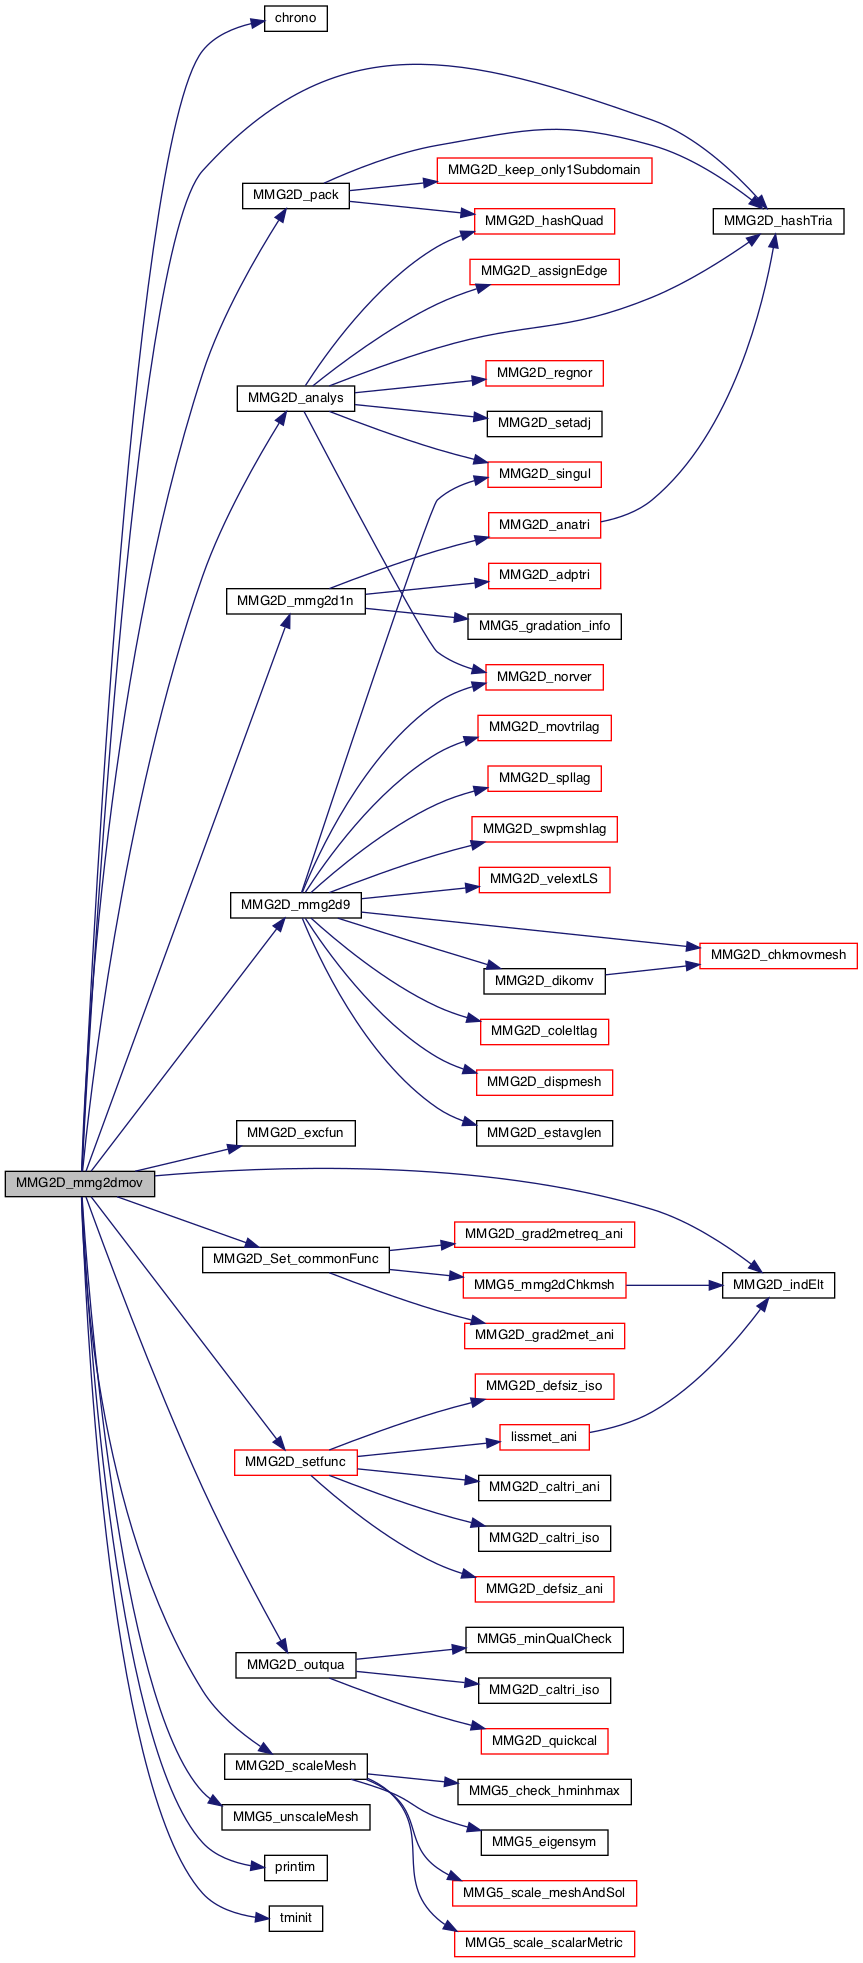 chrono
MMG2D_keep_only1Subdomain
MMG2D_pack
MMG2D_hashQuad
MMG2D_hashTria
MMG2D_assignEdge
MMG2D_regnor
MMG2D_analys
MMG2D_setadj
MMG2D_singul
MMG2D_anatri
MMG2D_adptri
MMG2D_mmg2d1n
MMG5_gradation_info
MMG2D_norver
MMG2D_movtrilag
MMG2D_spllag
MMG2D_swpmshlag
MMG2D_velextLS
MMG2D_mmg2d9
MMG2D_chkmovmesh
MMG2D_dikomv
MMG2D_coleltlag
MMG2D_dispmesh
MMG2D_excfun
MMG2D_estavglen
MMG2D_mmg2dmov
MMG2D_grad2metreq_ani
MMG2D_Set_commonFunc
MMG5_mmg2dChkmsh
MMG2D_indElt
MMG2D_grad2met_ani
MMG2D_defsiz_iso
lissmet_ani
MMG2D_setfunc
MMG2D_caltri_ani
MMG2D_caltri_iso
MMG2D_defsiz_ani
MMG5_minQualCheck
MMG2D_outqua
MMG2D_caltri_iso
MMG2D_quickcal
MMG2D_scaleMesh
MMG5_check_hminhmax
MMG5_unscaleMesh
MMG5_eigensym
printim
MMG5_scale_meshAndSol
tminit
MMG5_scale_scalarMetric